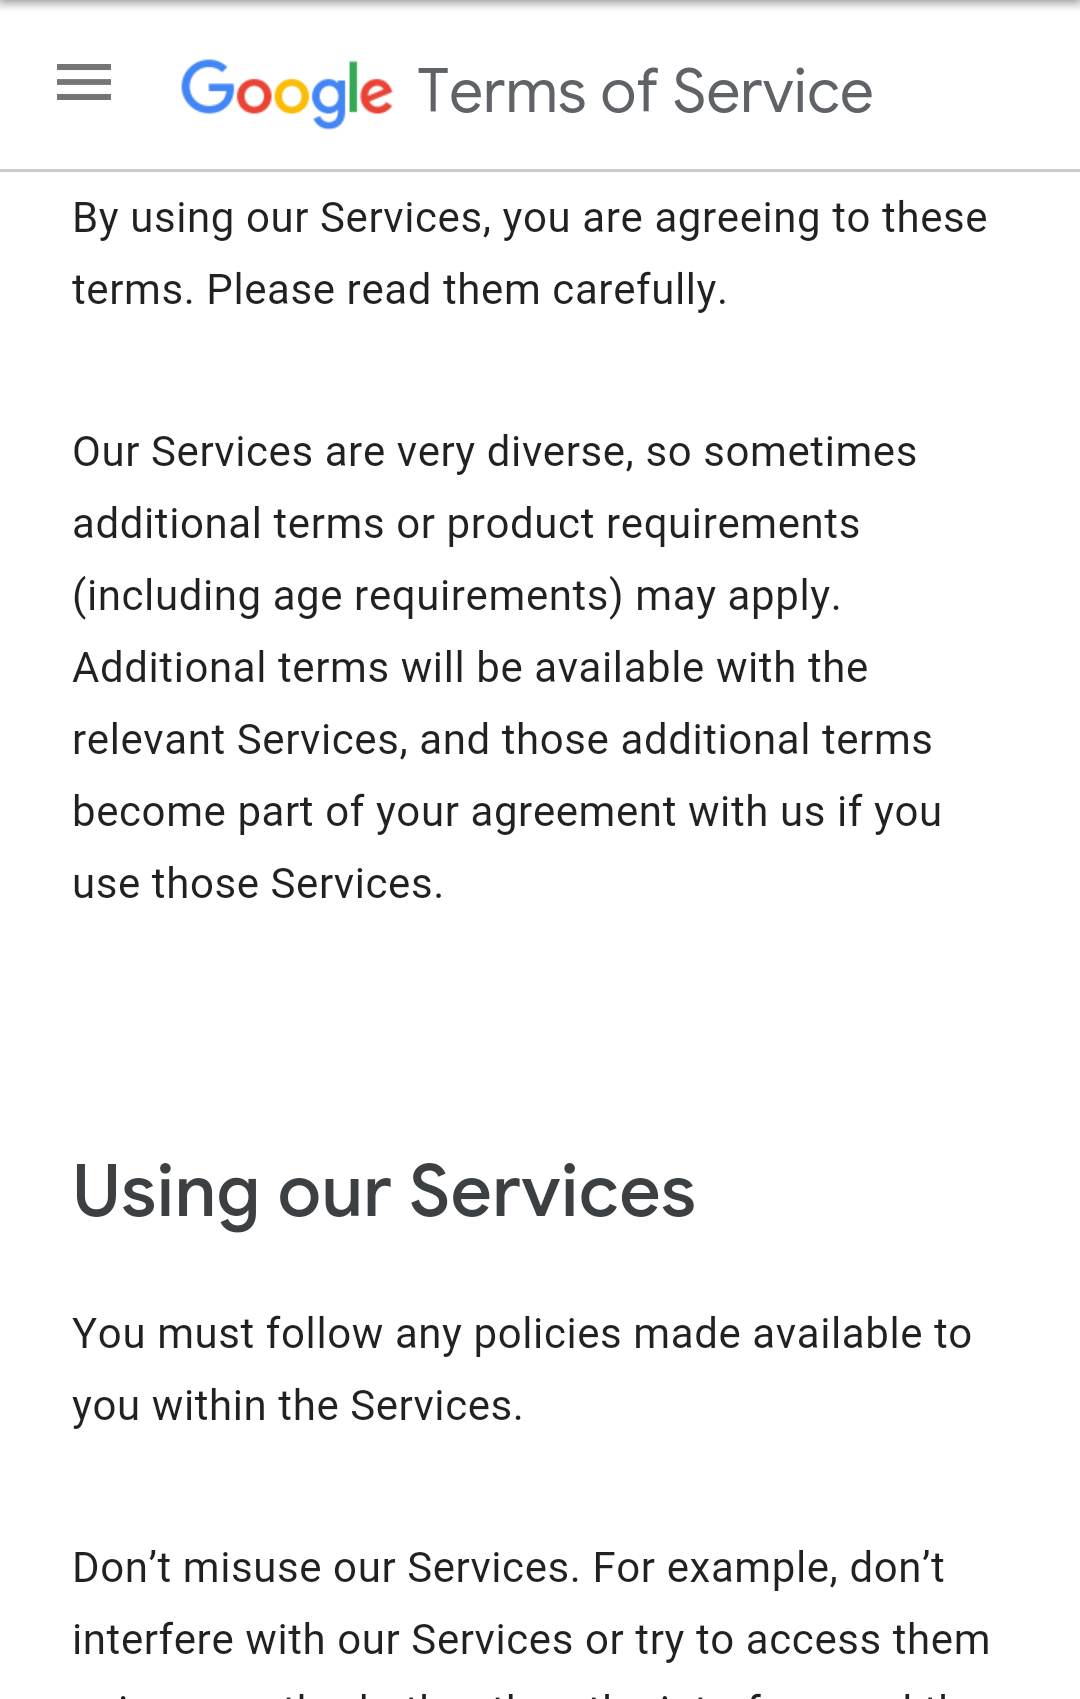 Google Terms of Service
By using our Services, you are agreeing to these
terms. Please read them carefully.
Our Services are very diverse, so sometimes
additional terms or product requirements
(including age requirements) may apply.
Additional terms will be available with the
relevant Services, and those additional terms
become part of your agreement with us if you
use those Services.
Using our Services
You must follow any policies made available to
you within the Services.
Don’t misuse our Services. For example, don’t
interfere with our Services or try to access them